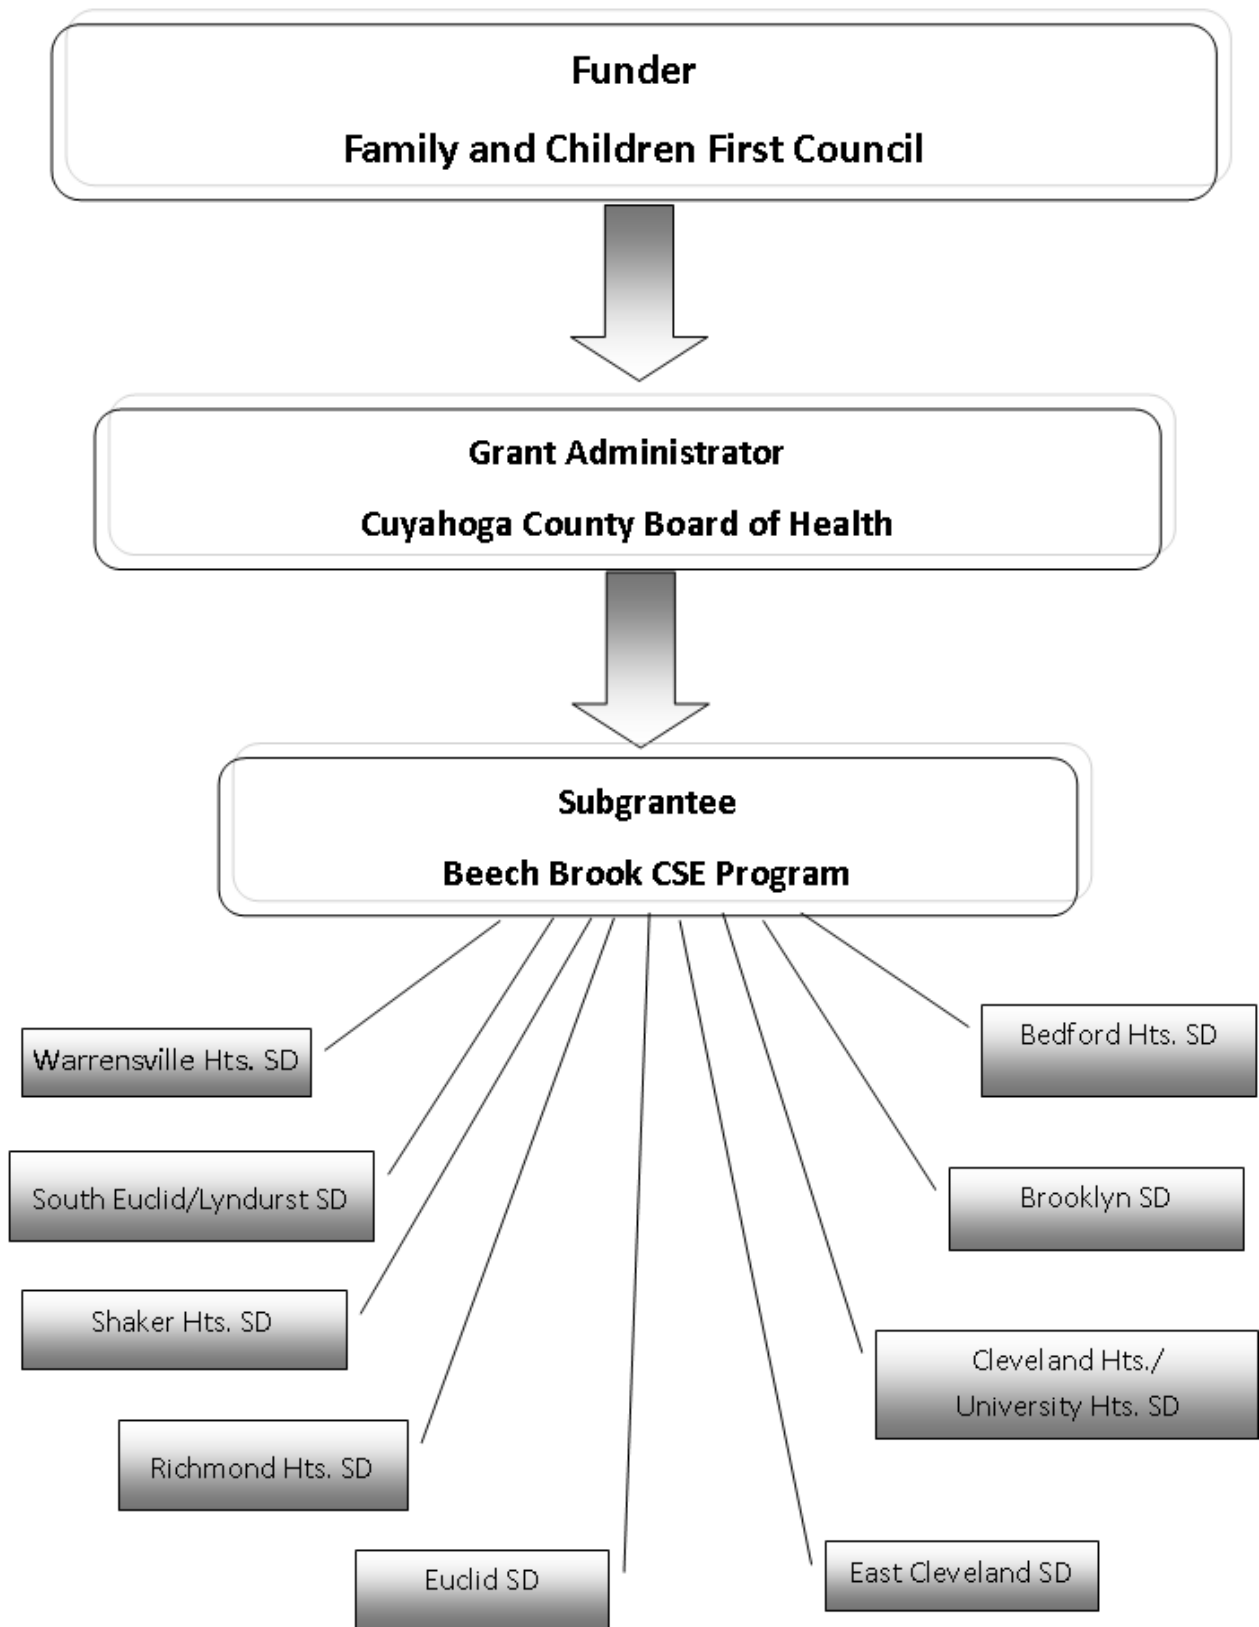 Funder
Family and Children First Council
Grant Administrator
Cuyahoga County Board of Health
Subgrantee
Beech Brook CSE Program
Warrensville Hts. SD
Bedford Hts. SD
South Euclid/Lyndurst SD
Brooklyn SD
Shaker Hts. SD
Cleveland Hts./
University Hts. SD
Richmond Hts. SD
Euclid SD
East Cleveland SD